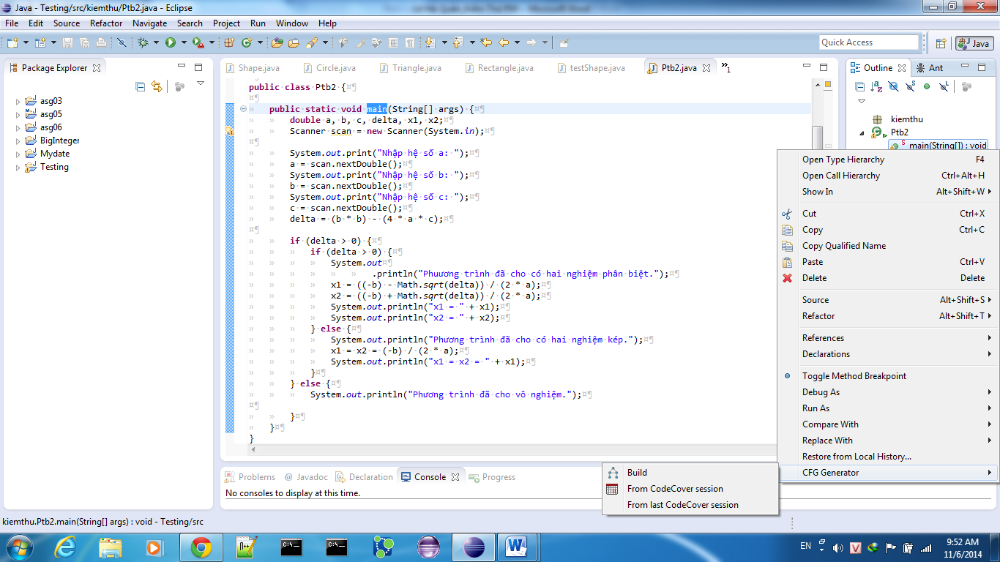 Java - Testing/src/kiemthu/Ptb2.java - Eclipse
File Edit Source Refactor Navigate Search Project Run Window Help
Quick Access Java
Package Explorer
asg03
asg05
asg06
BigInteger
Mydate
Testing
Shape.java Circle.java Triangle.java Rectangle.java testShape.java Ptb2.java »1
public class Ptb2 {
public static void main(String[] args) {
double a, b, c, delta, x1, x2;
Scanner scan = new Scanner(System.in);
System.out.print("Nhập hệ số a: ");
a = scan.nextDouble();
System.out.print("Nhập hệ số b: ");
b = scan.nextDouble();
System.out.print("Nhập hệ số c: ");
c = scan.nextDouble();
delta = (b * b) - (4 * a * c);
if (delta > 0) {
if (delta > 0) {
System.out
.println("Phuương trình đã cho có hai nghiệm phân biệt.");
x1 = ((-b) - Math.sqrt(delta)) / (2 * a);
x2 = ((-b) + Math.sqrt(delta)) / (2 * a);
System.out.println("x1 = " + x1);
System.out.println("x2 = " + x2);
} else {
System.out.println("Phương trình đã cho có hai nghiệm kép.");
x1 = x2 = (-b) / (2 * a);
System.out.println("x1 = x2 = " + x1);
}
} else {
System.out.println("Phương trình đã cho vô nghiệm.");
}
}
}
Outline Ant
kiemthu
Ptb2
main(String[]) : void
Open Type Hierarchy F4
Open Call Hierarchy Ctrl+Alt+H
Show In Alt+Shift+W
Cut Ctrl+X
Copy Ctrl+C
Copy Qualified Name
Paste Ctrl+V
Delete Delete
Source Alt+Shift+S
Refactor Alt+Shift+T
References
Declarations
Toggle Method Breakpoint
Debug As
Run As
Compare With
Replace With
Restore from Local History...
CFG Generator
Build
From CodeCover session
From last CodeCover session
Problems Javadoc Declaration Console Progress
No consoles to display at this time.
kiemthu.Ptb2.main(String[] args) : void - Testing/src
EN
9:52 AM
11/6/2014